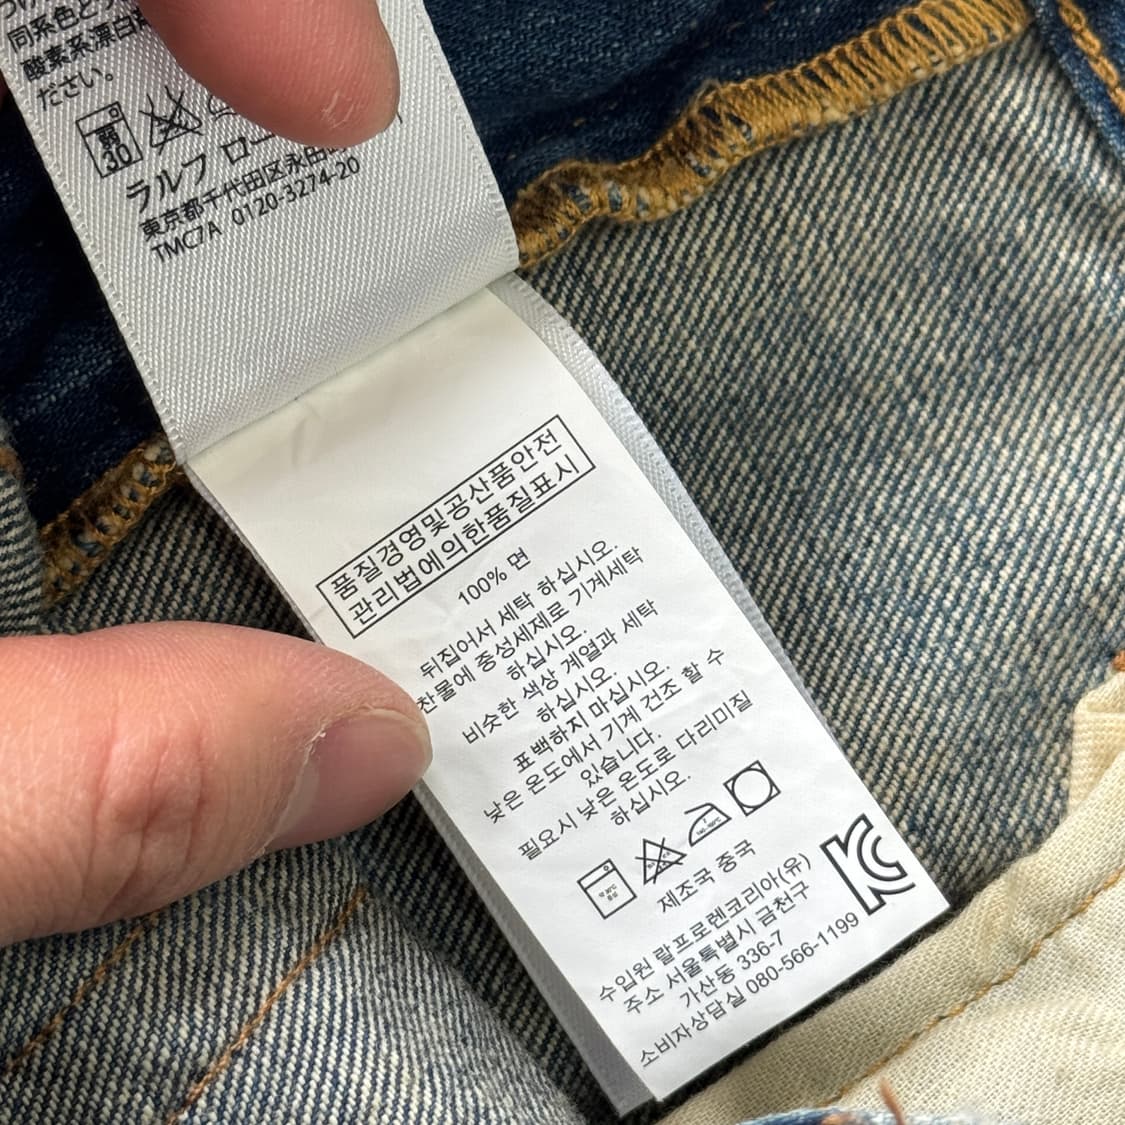 同系色と
酸素系漂白
ださい。
30
ラルフ
東京都千代田区永田
TMC7A 0120-3274-20
품질경영및공산품안전
관리법에의한품질표시
100% 면
뒤집어서 세탁 하십시오.
찬물에 중성세제로 기계세탁
하십시오.
비슷한 색상 계열과 세탁
하십시오.
표백하지 마십시오.
낮은 온도에서 기계 건조 할 수
있습니다.
필요시 낮은 온도로 다리미질
하십시오.
제조국 중국
KC
수입원 랄프로렌코리아(유)
주소 서울특별시 금천구
가산동 336-7
소비자상담실 080-566-1199